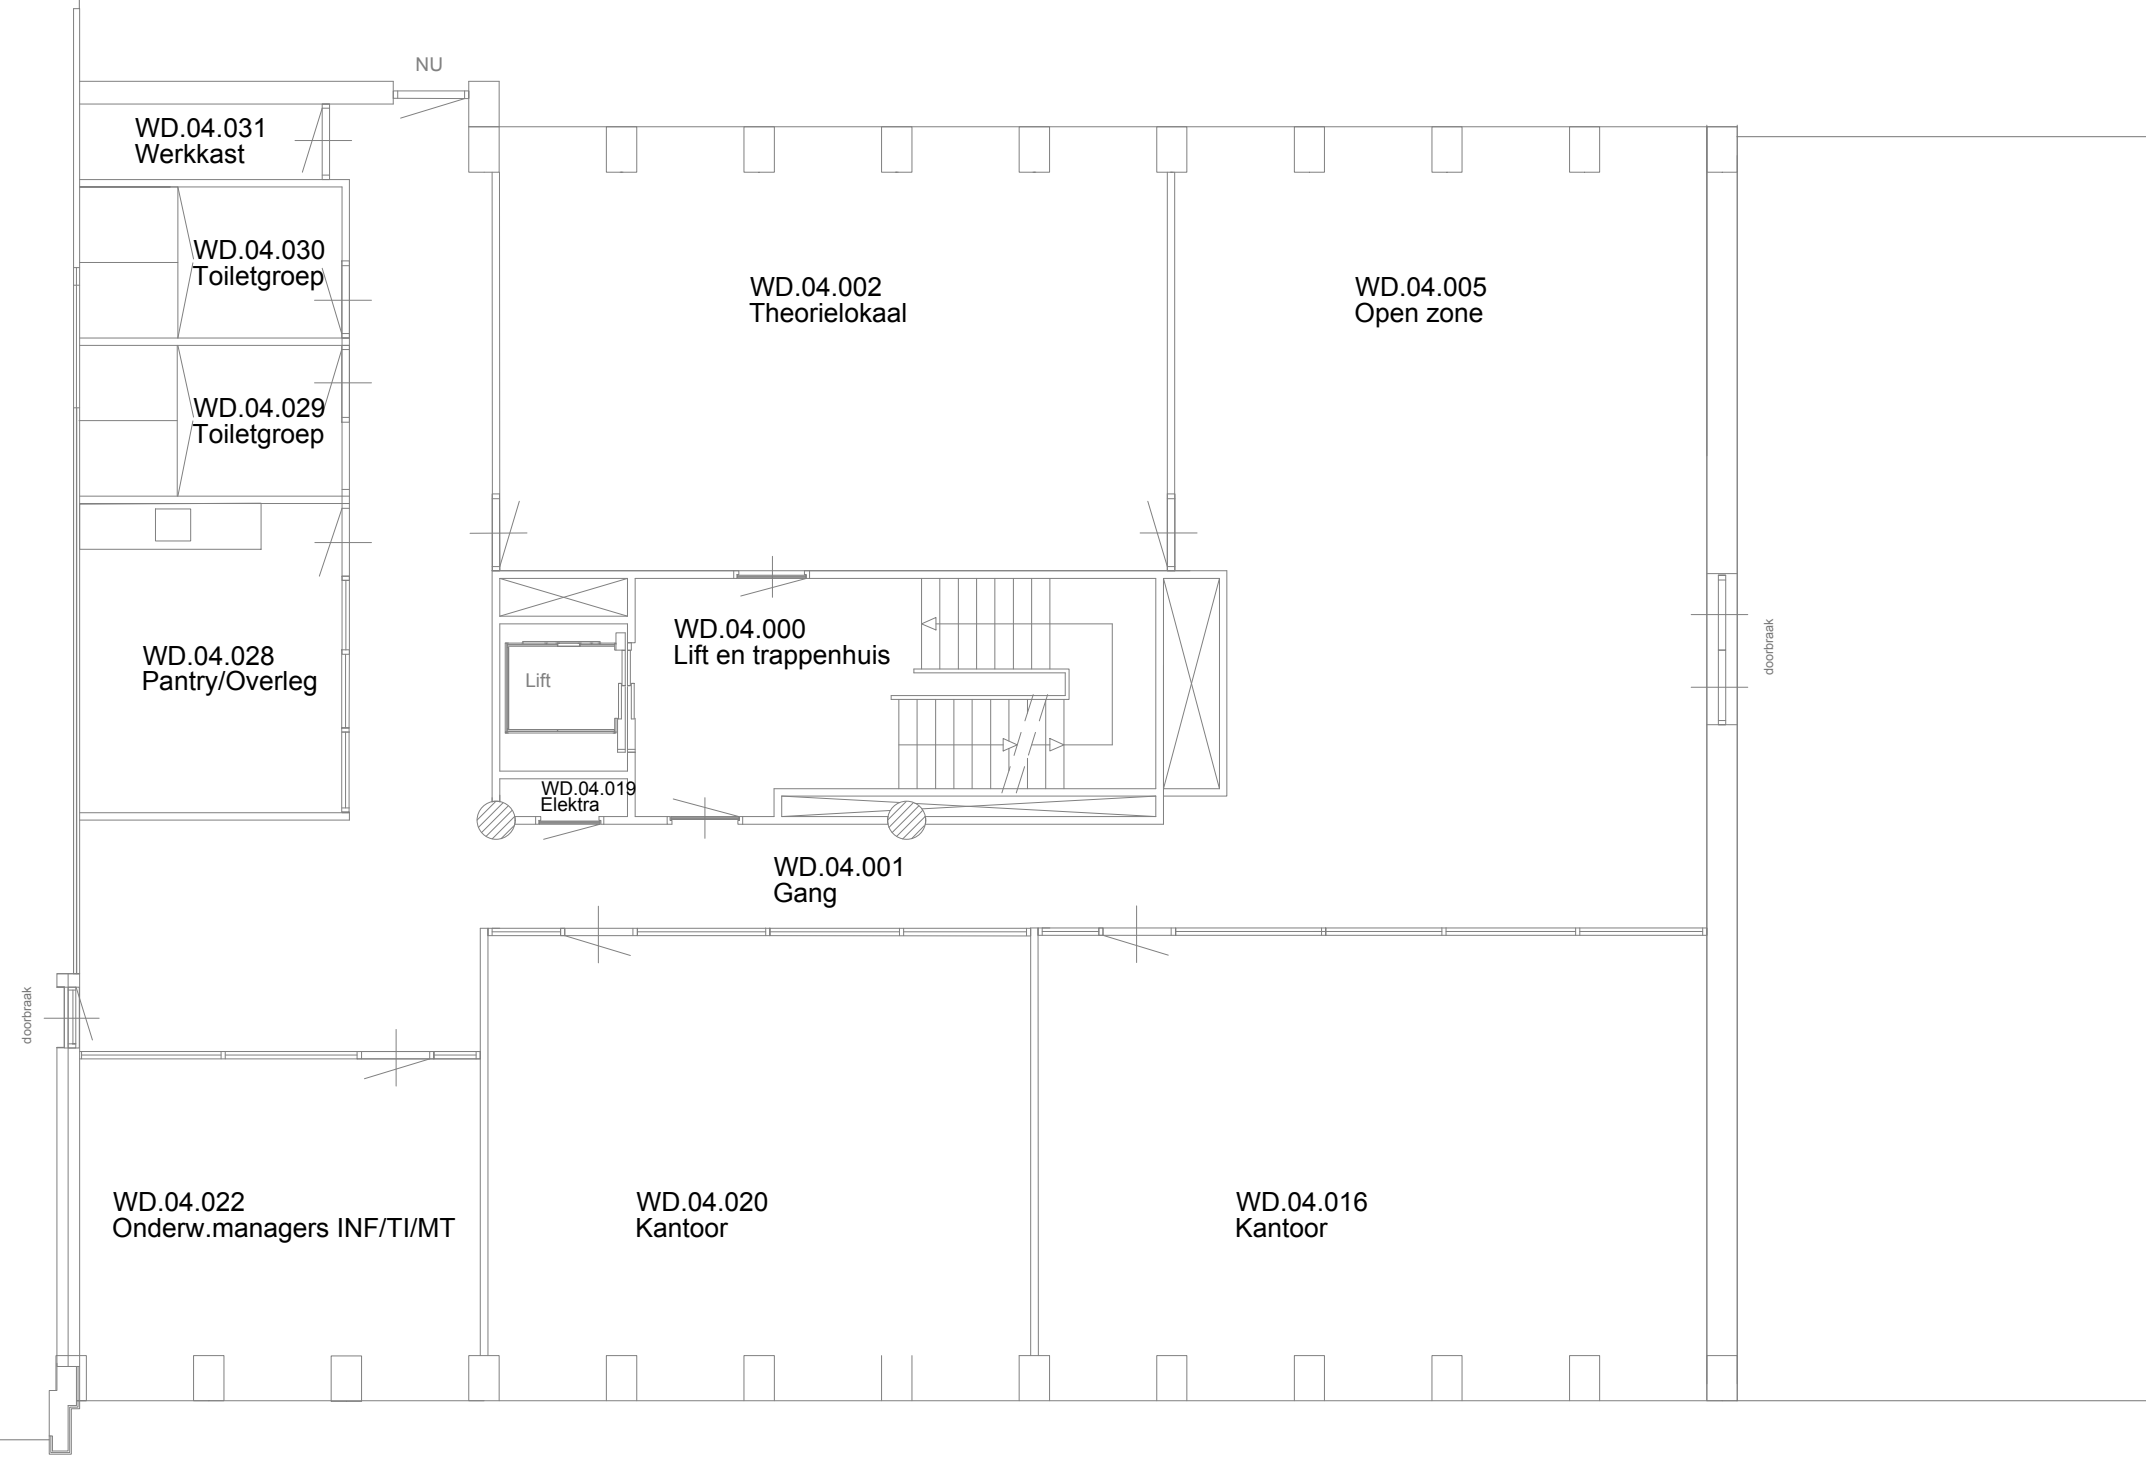 NU
WD.04.031
Werkkast
WD.04.030
Toiletgroep
WD.04.002
Theorielokaal
WD.04.005
Open zone
WD.04.029
Toiletgroep
WD.04.028
Pantry/Overleg
Lift
WD.04.000
Lift en trappenhuis
doorbraak
WD.04.019
Elektra
WD.04.001
Gang
doorbraak
WD.04.022
Onderw.managers INF/TI/MT
WD.04.020
Kantoor
WD.04.016
Kantoor